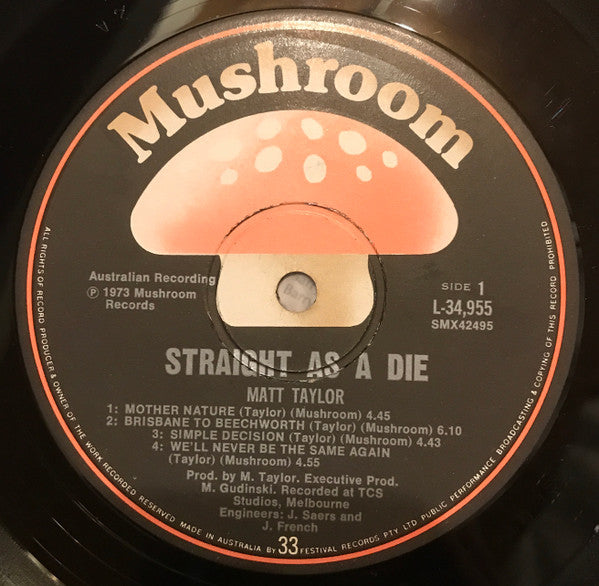 Mushroom
Australian Recording
℗ 1973 Mushroom
Records
SIDE 1
L-34,955
SMX42495
STRAIGHT AS A DIE
MATT TAYLOR
1: MOTHER NATURE (Taylor) (Mushroom) 4.45
2: BRISBANE TO BEECHWORTH (Taylor) (Mushroom) 6.10
3: SIMPLE DECISION (Taylor) (Mushroom) 4.43
4: WE'LL NEVER BE THE SAME AGAIN
(Taylor) (Mushroom) 4.55
Prod. by M. Taylor. Executive Prod.
M. Gudinski. Recorded at TCS
Studios, Melbourne
Engineers: J. Saers and
J. French
ALL RIGHTS OF RECORD PRODUCER & OWNER OF THE WORK RECORDED RESERVED
MADE IN AUSTRALIA BY 33 FESTIVAL RECORDS PTY LTD
PUBLIC PERFORMANCE BROADCASTING & COPYING OF THIS RECORD PROHIBITED